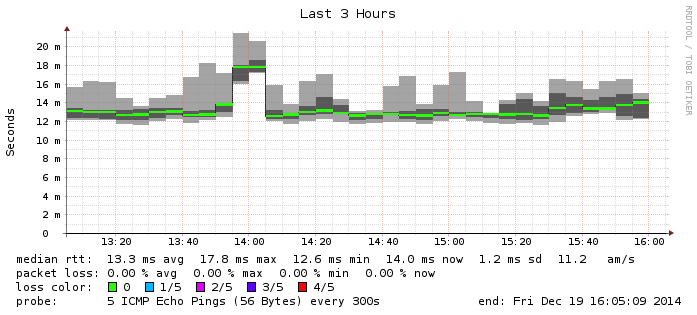 Last 3 Hours
RRDTOOL / TOBI OETIKER
Seconds
20 m
18 m
16 m
14 m
12 m
10 m
8 m
6 m
4 m
2 m
0
13:20 13:40 14:00 14:20 14:40 15:00 15:20 15:40 16:00
median rtt: 13.3 ms avg 17.8 ms max 12.6 ms min 14.0 ms now 1.2 ms sd 11.2 am/s
packet loss: 0.00 % avg 0.00 % max 0.00 % min 0.00 % now
loss color: 0 1/5 2/5 3/5 4/5
probe: 5 ICMP Echo Pings (56 Bytes) every 300s end: Fri Dec 19 16:05:09 2014